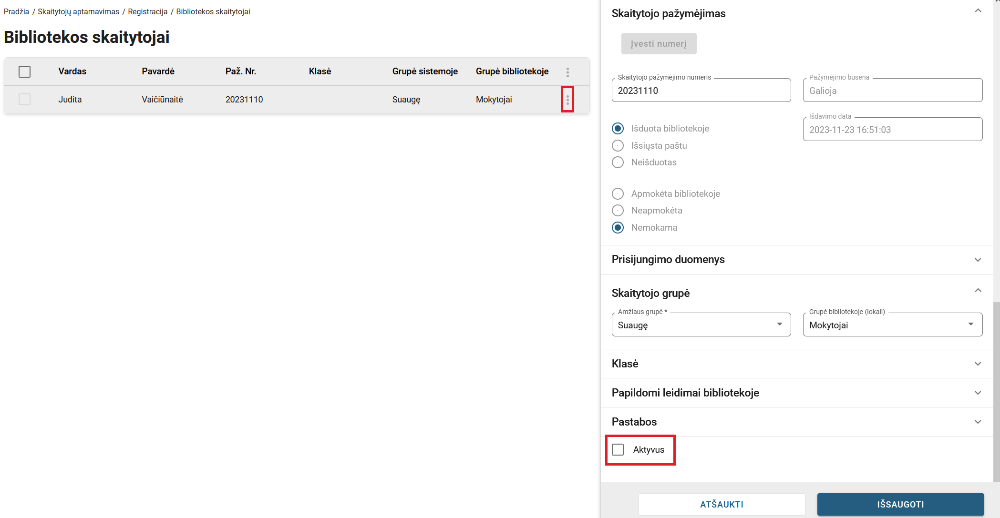 Pradžia / Skaitytojų aptarnavimas / Registracija / Bibliotekos skaitytojai
Bibliotekos skaitytojai
Vardas Pavardė Paž. Nr. Klasė Grupė sistemoje Grupė bibliotekoje
Judita Vaičiūnaitė 20231110 Suaugę Mokytojai
Skaitytojo pažymėjimas
Įvesti numerį
Skaitytojo pažymėjimo numeris
20231110
Pažymėjimo būsena
Galioja
Išdavimo data
2023-11-23 16:51:03
Išduota bibliotekoje
Išsiųsta paštu
Neišduotas
Apmokėta bibliotekoje
Neapmokėta
Nemokama
Prisijungimo duomenys
Skaitytojo grupė
Amžiaus grupė *
Suaugę
Grupė bibliotekoje (lokali)
Mokytojai
Klasė
Papildomi leidimai bibliotekoje
Pastabos
Aktyvus
ATŠAUKTI
IŠSAUGOTI